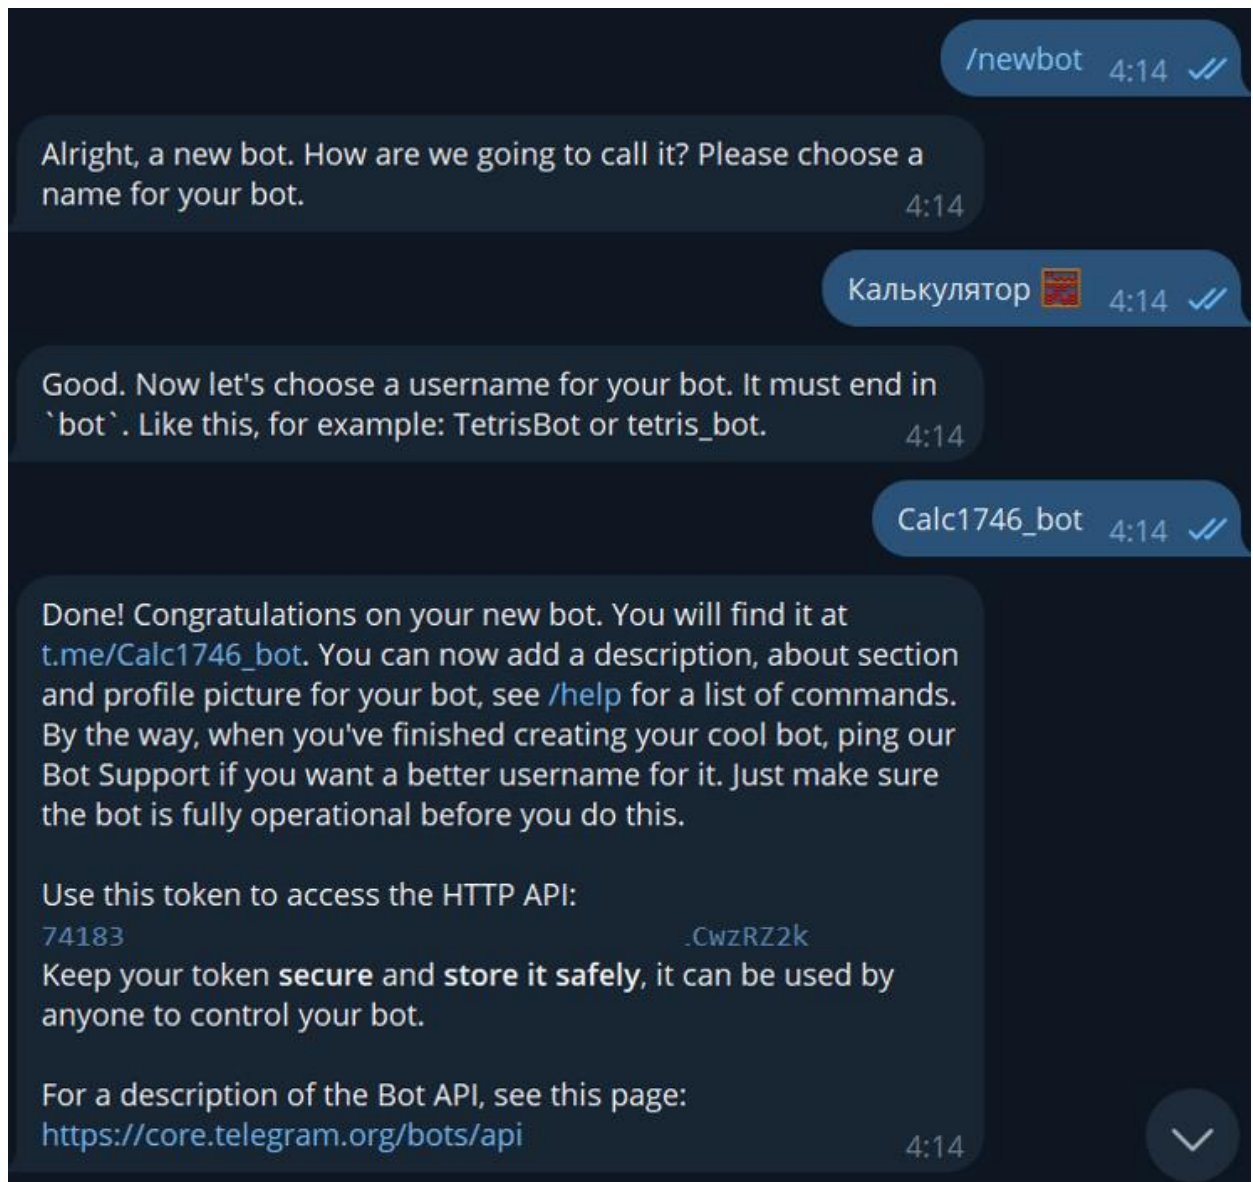 /newbot 4:14
Alright, a new bot. How are we going to call it? Please choose a
name for your bot.
4:14
Калькулятор 4:14
Good. Now let's choose a username for your bot. It must end in
`bot`. Like this, for example: TetrisBot or tetris_bot.
4:14
Calc1746_bot 4:14
Done! Congratulations on your new bot. You will find it at
t.me/Calc1746_bot. You can now add a description, about section
and profile picture for your bot, see /help for a list of commands.
By the way, when you've finished creating your cool bot, ping our
Bot Support if you want a better username for it. Just make sure
the bot is fully operational before you do this.
Use this token to access the HTTP API:
74183 CwzRZ2k
Keep your token secure and store it safely, it can be used by
anyone to control your bot.
For a description of the Bot API, see this page:
https://core.telegram.org/bots/api
4:14